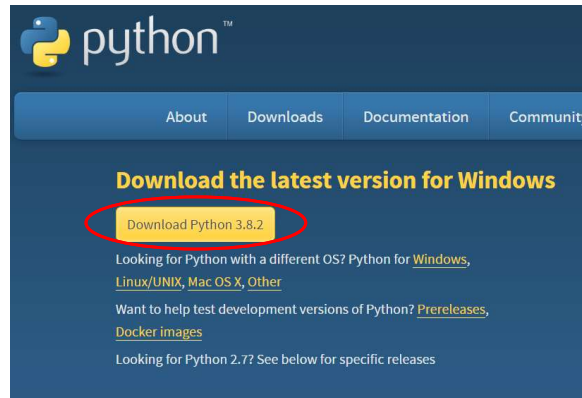 python™
About Downloads Documentation
Download the latest version for Windows
Download Python 3.8.2
Looking for Python with a different OS? Python for Windows,
Linux/UNIX, Mac OS X, Other
Want to help test development versions of Python? Prereleases,
Docker images
Looking for Python 2.7? See below for specific releases